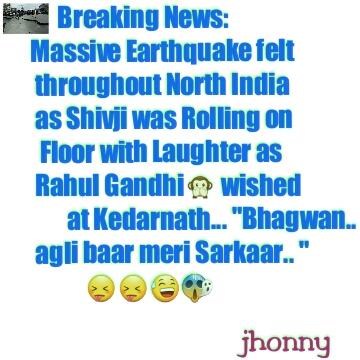 Breaking News:
Massive Earthquake felt
throughout North India
as Shivji was Rolling on
Floor with Laughter as
Rahul Gandhi🙊 wished
at Kedarnath... "Bhagwan..
agli baar meri Sarkaar.. "
😝😝😅😱
jhonny